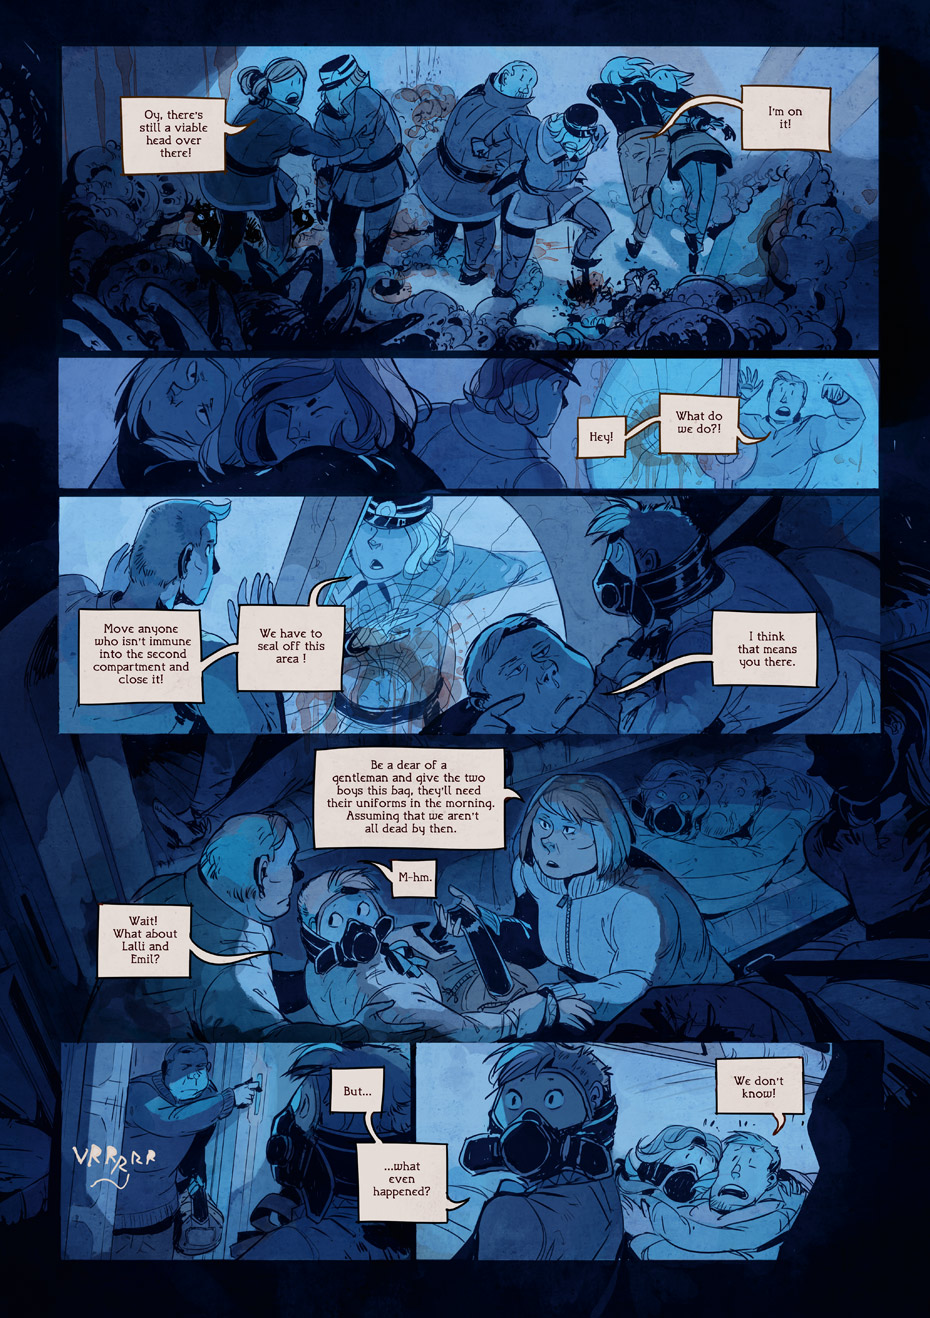 Oy, there's
still a viable
head over
there!
I'm on
it!
Hey!
What do
we do?!
Move anyone
who isn't immune
into the second
compartment and
close it!
We have to
seal off this
area !
I think
that means
you there.
Be a dear of a
gentleman and give the two
boys this bag, they'll need
their uniforms in the morning.
Assuming that we aren't
all dead by then.
M-hm.
Wait!
What about
Lalli and
Emil?
VRRRRR
But...
...what
even
happened?
We don't
know!